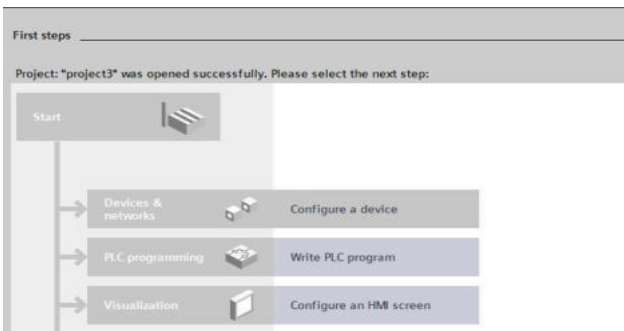 First steps
Project: "project3" was opened successfully. Please select the next step:
Start
Devices &
networks
Configure a device
PLC programming
Write PLC program
Visualization
Configure an HMI screen